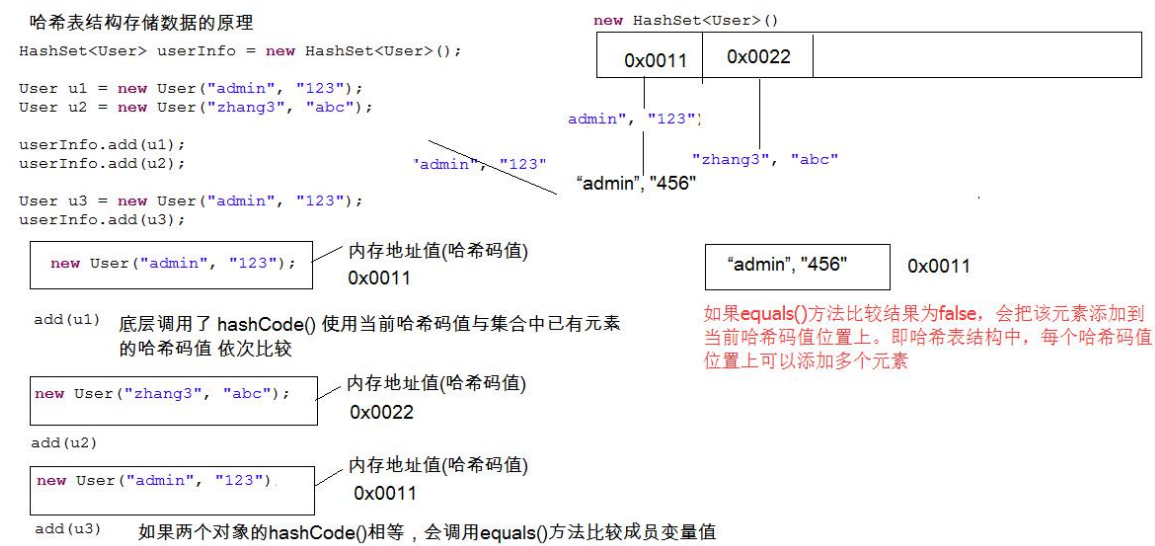 哈希表结构存储数据的原理
HashSet<User> userInfo = new HashSet<User>();
User u1 = new User("admin", "123");
User u2 = new User("zhang3", "abc");
userInfo.add(u1);
userInfo.add(u2);
User u3 = new User("admin", "123");
userInfo.add(u3);
"admin", "123"
new HashSet<User>()
0x0011
0x0022
admin", "123")
"zhang3", "abc"
“admin”, "456"
new User("admin", "123");
内存地址值(哈希码值)
0x0011
add(u1)
底层调用了 hashCode() 使用当前哈希码值与集合中已有元素
的哈希码值 依次比较
new User("zhang3", "abc");
内存地址值(哈希码值)
0x0022
add(u2)
new User("admin", "123")
内存地址值(哈希码值)
0x0011
add(u3)
如果两个对象的hashCode()相等，会调用equals()方法比较成员变量值
“admin”, "456"
0x0011
如果equals()方法比较结果为false，会把该元素添加到
当前哈希码值位置上。即哈希表结构中，每个哈希码值
位置上可以添加多个元素